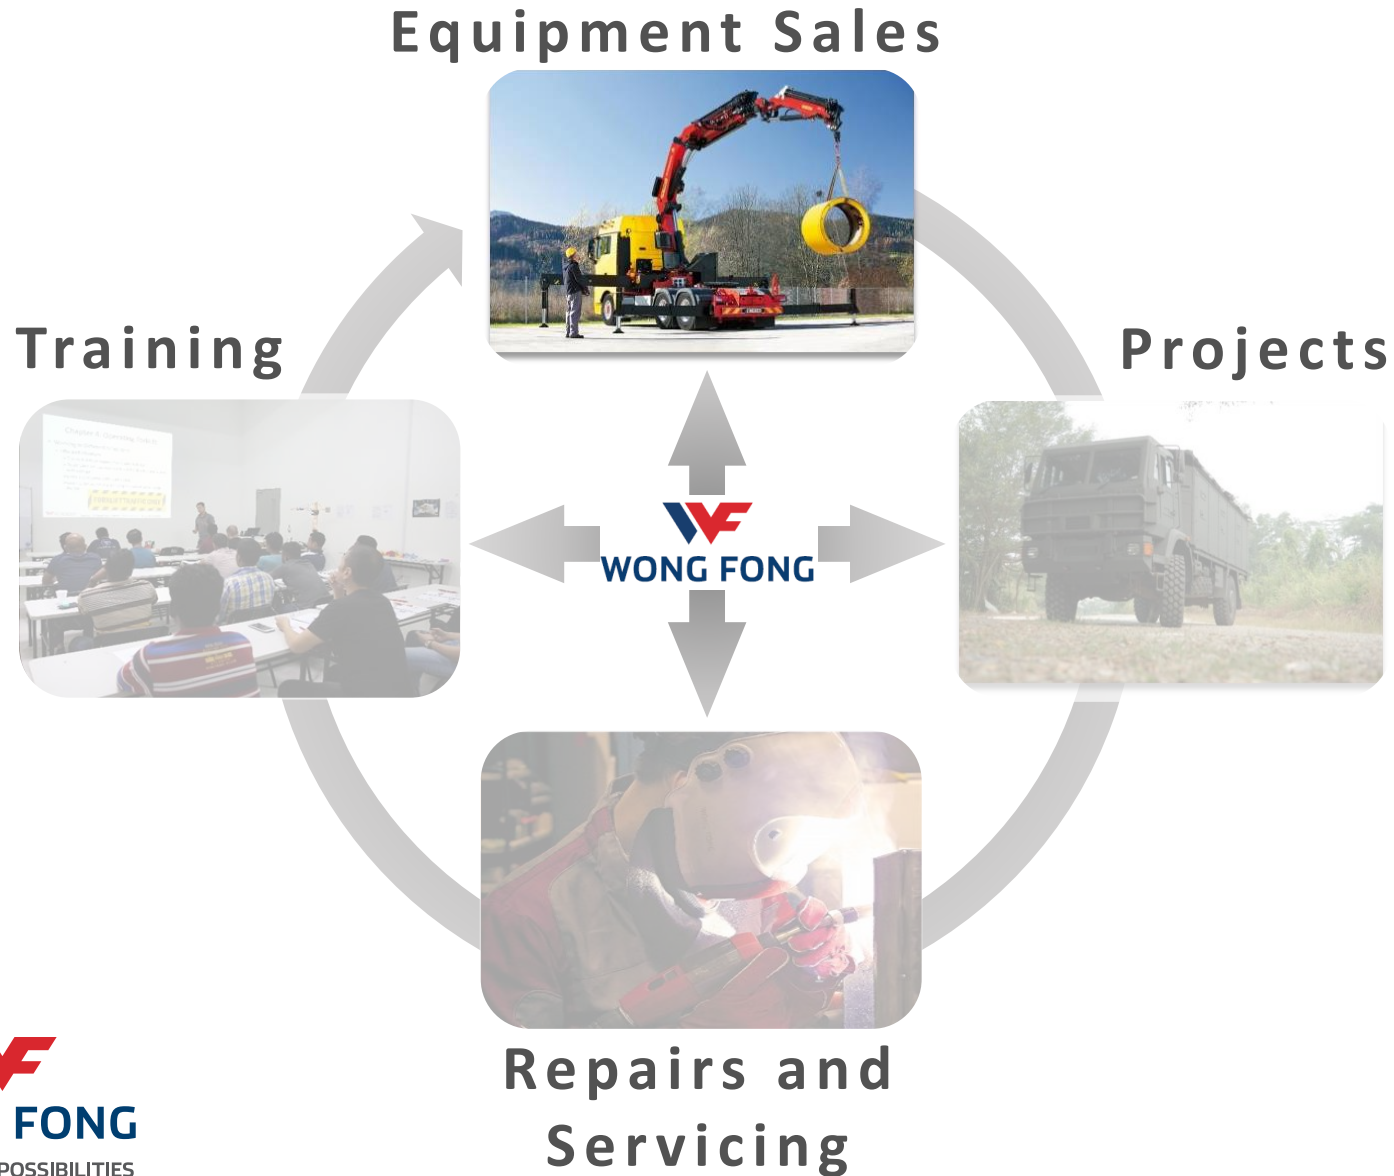 Equipment Sales
Training
Projects
WONG FONG
Repairs and
Servicing
FONG
POSSIBILITIES